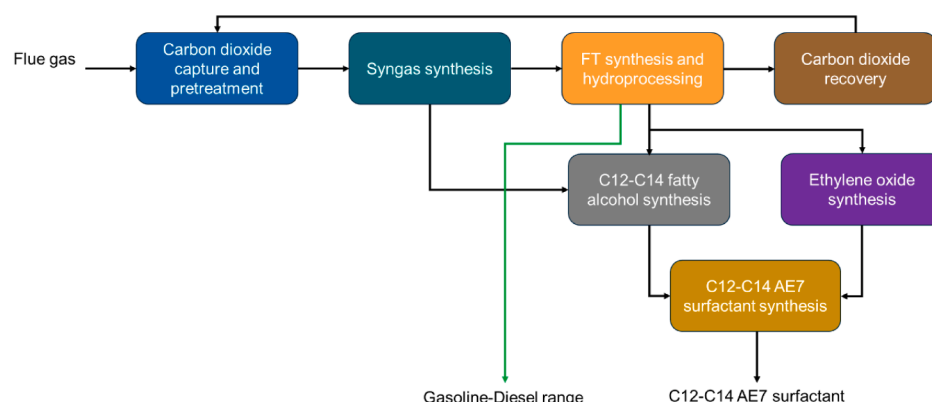 Flue gas
Carbon dioxide
capture and
pretreatment
Syngas synthesis
FT synthesis and
hydroprocessing
Carbon dioxide
recovery
C12-C14 fatty
alcohol synthesis
Ethylene oxide
synthesis
C12-C14 AE7
surfactant synthesis
Gasoline-Diesel range
C12-C14 AE7 surfactant